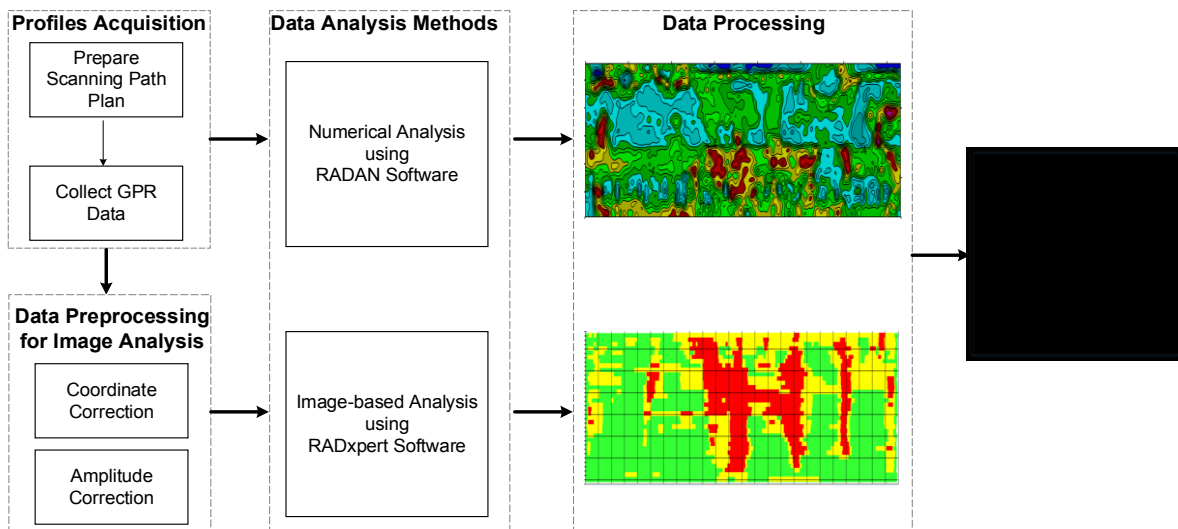 Profiles Acquisition
Prepare
Scanning Path
Plan
Collect GPR
Data
Data Preprocessing
for Image Analysis
Coordinate
Correction
Amplitude
Correction
Data Analysis Methods
Numerical Analysis
using
RADAN Software
Image-based Analysis
using
RADxpert Software
Data Processing